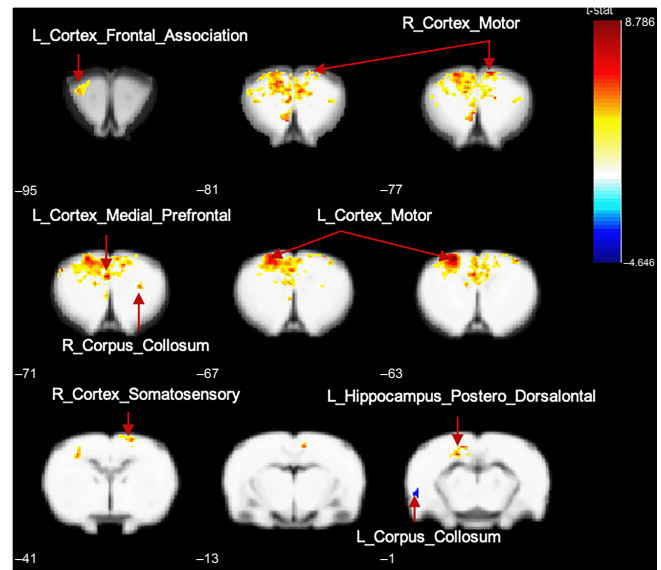 t-stat
L_Cortex_Frontal_Association
R_Cortex_Motor
8.786
–95
–81
–77
–4.646
L_Cortex_Medial_Prefrontal
L_Cortex_Motor
R_Corpus_Collosum
–71
–67
–63
R_Cortex_Somatosensory
L_Hippocampus_Postero_Dorsalontal
L_Corpus_Collosum
–41
–13
–1